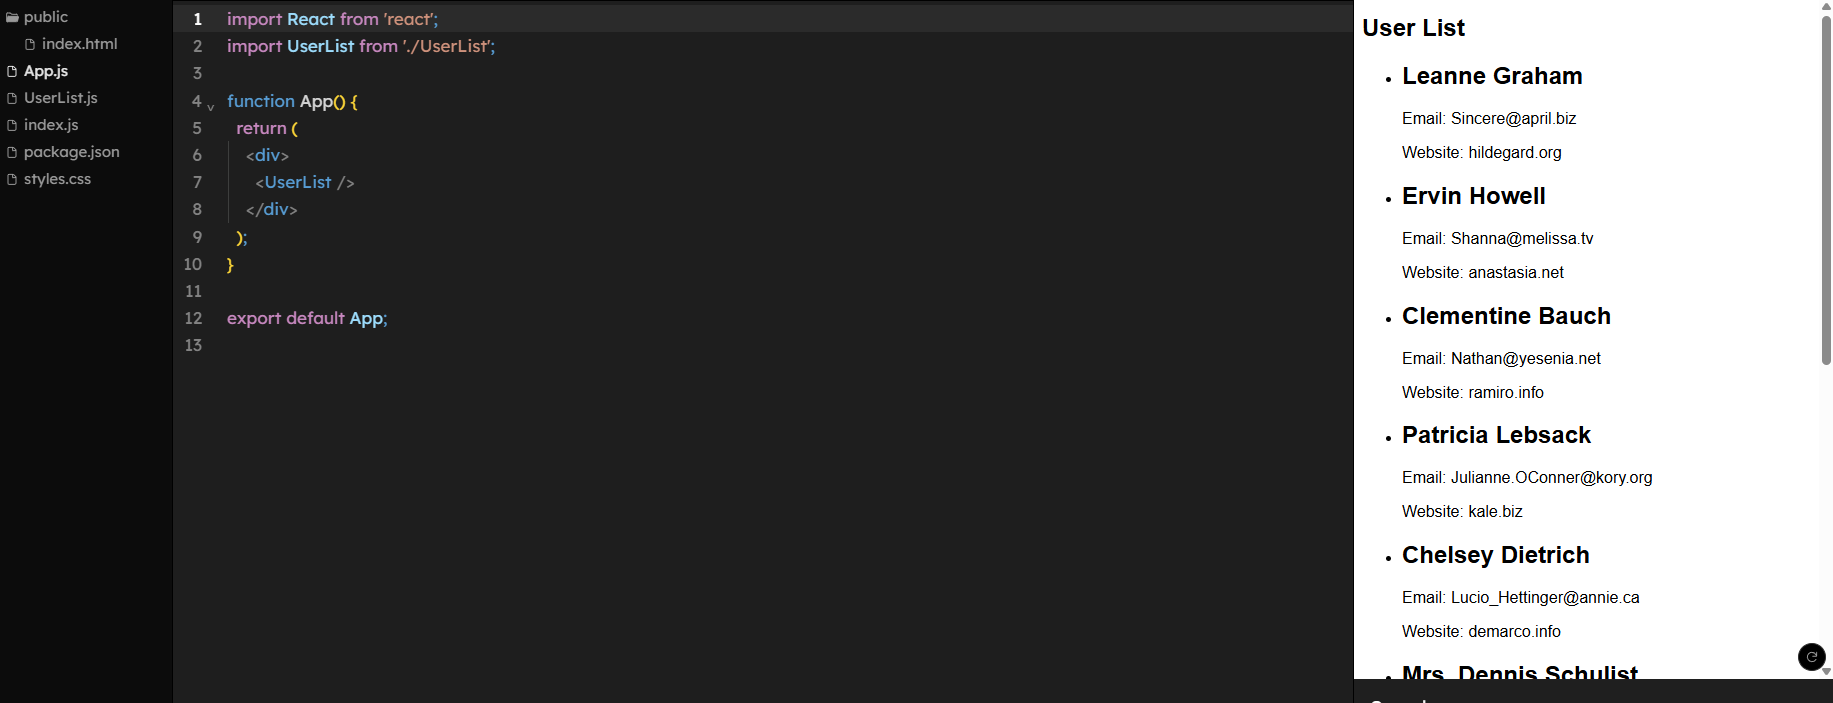 public
index.html
App.js
UserList.js
index.js
package.json
styles.css
1 import React from 'react';
2 import UserList from './UserList';
3
4 function App() {
5 return (
6 <div>
7 <UserList />
8 </div>
9 );
10 }
11
12 export default App;
13
User List
Leanne Graham
Email: Sincere@april.biz
Website: hildegard.org
Ervin Howell
Email: Shanna@melissa.tv
Website: anastasia.net
Clementine Bauch
Email: Nathan@yesenia.net
Website: ramiro.info
Patricia Lebsack
Email: Julianne.OConner@kory.org
Website: kale.biz
Chelsey Dietrich
Email: Lucio_Hettinger@annie.ca
Website: demarco.info
Mrs. Dennis Schulist